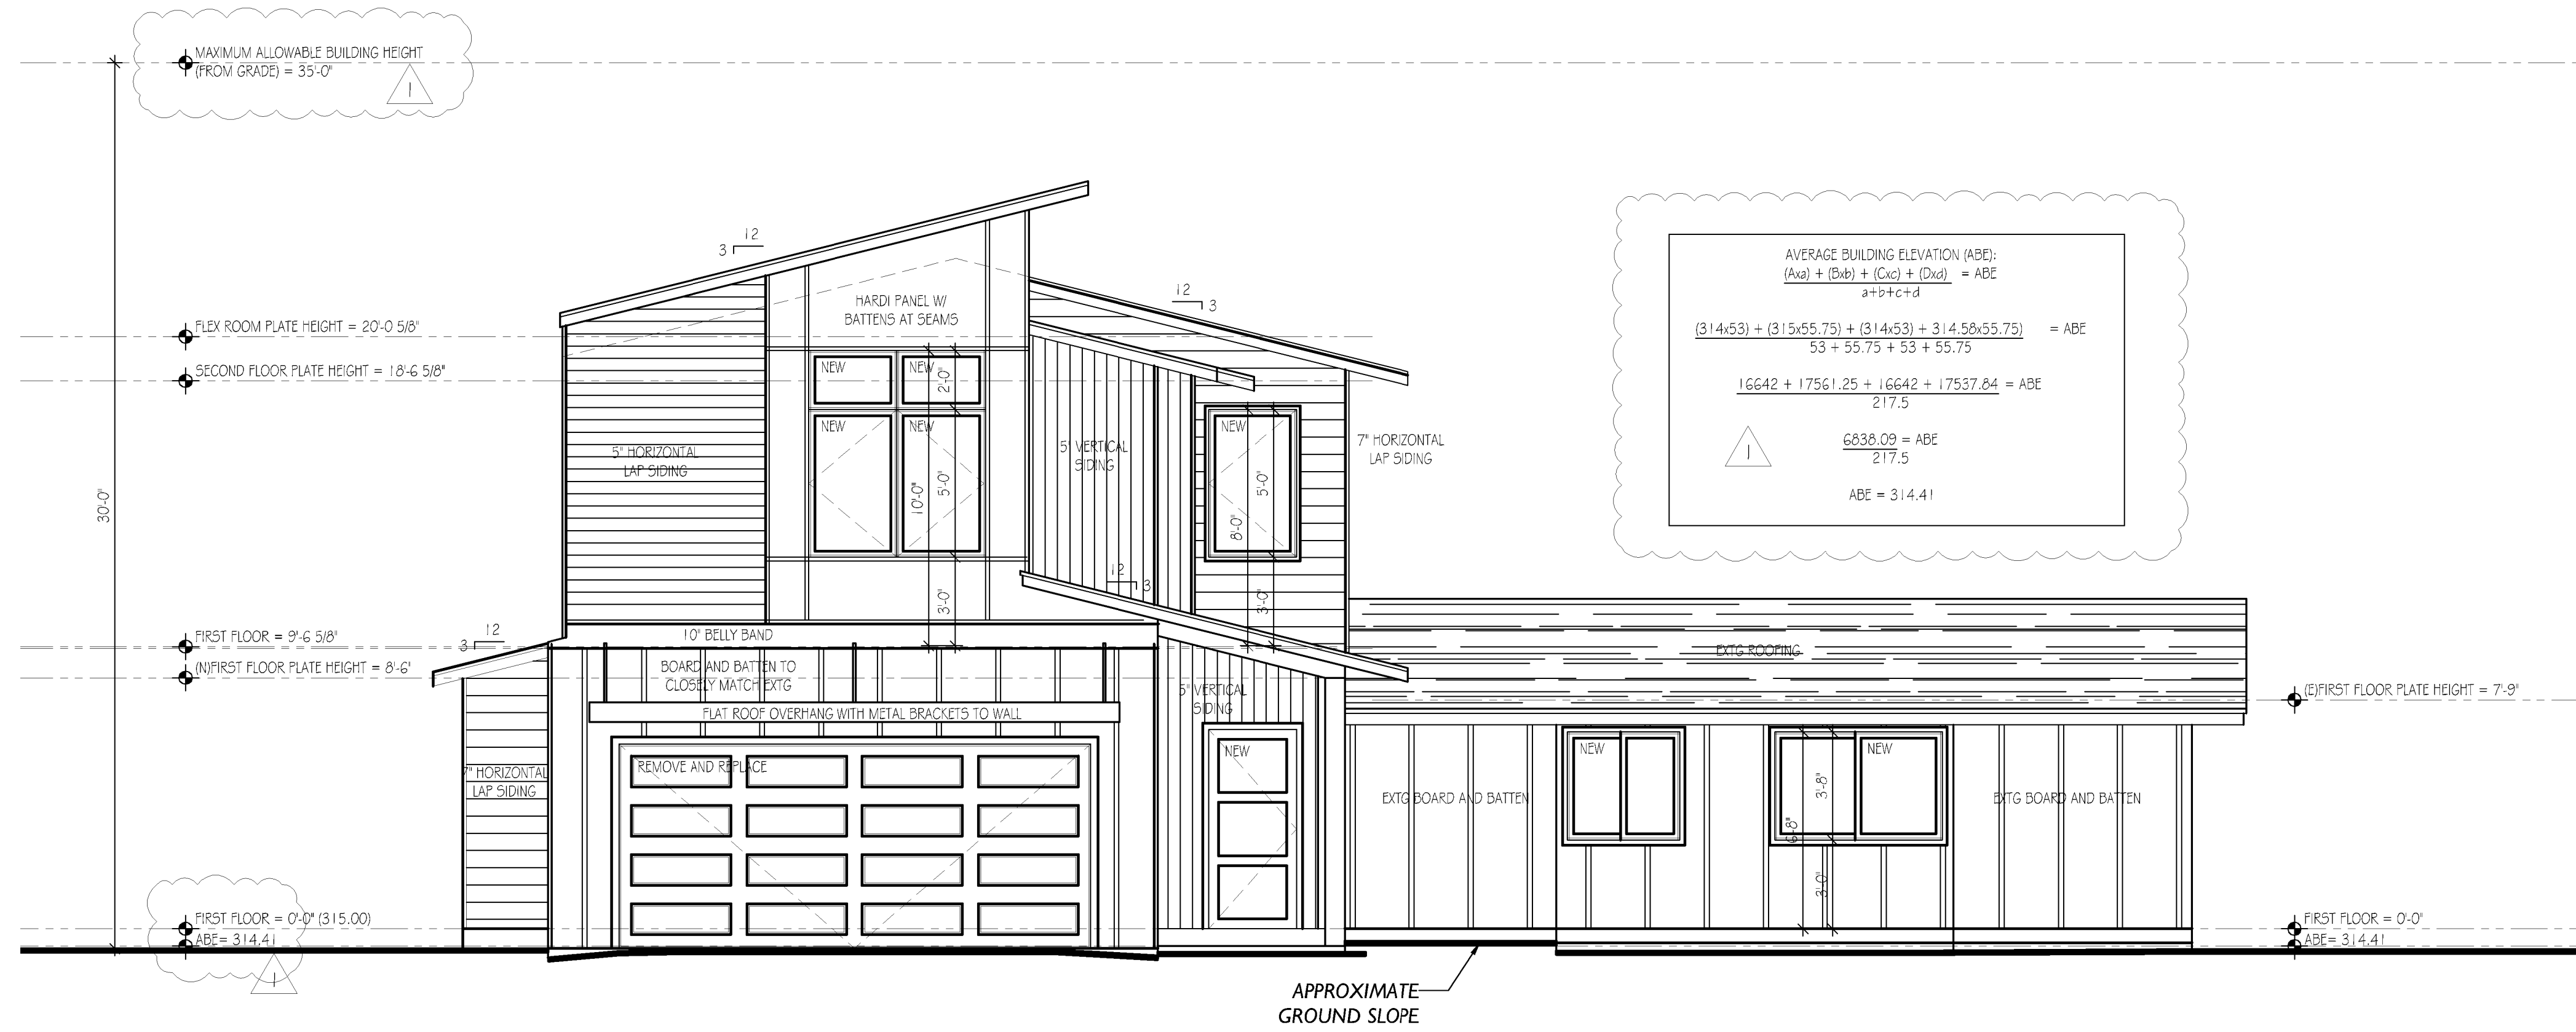 MAXIMUM ALLOWABLE BUILDING HEIGHT
(FROM GRADE) = 35'-0"
1
30'-0"
FLEX ROOM PLATE HEIGHT = 20'-0 5/8"
SECOND FLOOR PLATE HEIGHT = 18'-6 5/8"
FIRST FLOOR = 9'-6 5/8"
(N)FIRST FLOOR PLATE HEIGHT = 8'-6"
FIRST FLOOR = 0'-0" (315.00)
ABE= 314.41
1
12
3
12
3
12
3
12
3
HARDI PANEL W/
BATTENS AT SEAMS
NEW
NEW
NEW
NEW
2'-0"
5'-0"
10'-0"
3'-0"
5" HORIZONTAL
LAP SIDING
5" VERTICAL
SIDING
NEW
5'-0"
8'-0"
3'-0"
7" HORIZONTAL
LAP SIDING
10" BELLY BAND
BOARD AND BATTEN TO
CLOSELY MATCH EXTG
FLAT ROOF OVERHANG WITH METAL BRACKETS TO WALL
REMOVE AND REPLACE
7" HORIZONTAL
LAP SIDING
5" VERTICAL
SIDING
NEW
EXTG ROOFING
EXTG BOARD AND BATTEN
NEW
NEW
3'-8"
6'-8"
3'-0"
EXTG BOARD AND BATTEN
AVERAGE BUILDING ELEVATION (ABE):
(Axa) + (Bxb) + (Cxc) + (Dxd) = ABE
a+b+c+d
(314x53) + (315x55.75) + (314x53) + 314.58x55.75) = ABE
53 + 55.75 + 53 + 55.75
16642 + 17561.25 + 16642 + 17537.84 = ABE
217.5
6838.09 = ABE
217.5
1
ABE = 314.41
(E)FIRST FLOOR PLATE HEIGHT = 7'-9"
FIRST FLOOR = 0'-0"
ABE= 314.41
APPROXIMATE
GROUND SLOPE